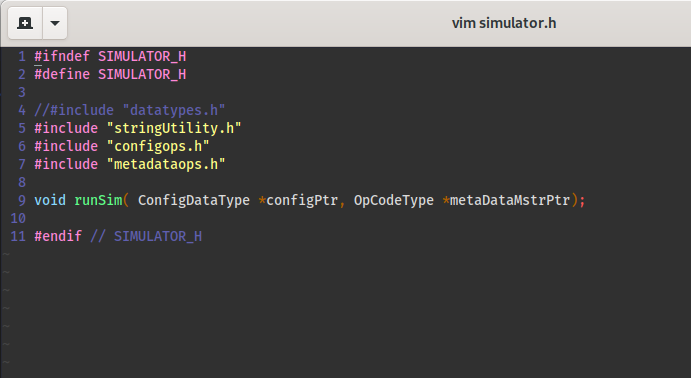 vim simulator.h
1 #ifndef SIMULATOR_H
2 #define SIMULATOR_H
3
4 //#include "datatypes.h"
5 #include "stringUtility.h"
6 #include "configops.h"
7 #include "metadataops.h"
8
9 void runSim( ConfigDataType *configPtr, OpCodeType *metaDataMstrPtr);
10
11 #endif // SIMULATOR_H
~
~
~
~
~
~
~